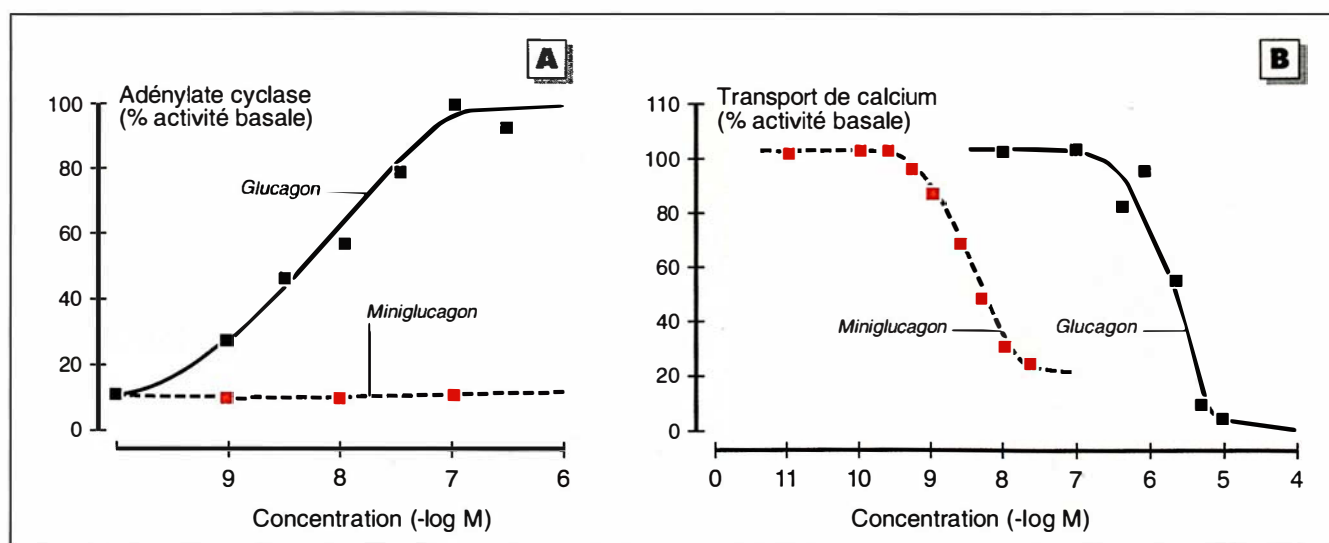 A
Adénylate cyclase
(% activité basale)
100
80
60
40
20
0
Glucagon
Miniglucagon
9 8 7 6
Concentration (-log M)
B
Transport de calcium
(% activité basale)
110
100
80
60
40
20
0
Miniglucagon
Glucagon
0 11 10 9 8 7 6 5 4
Concentration (-log M)